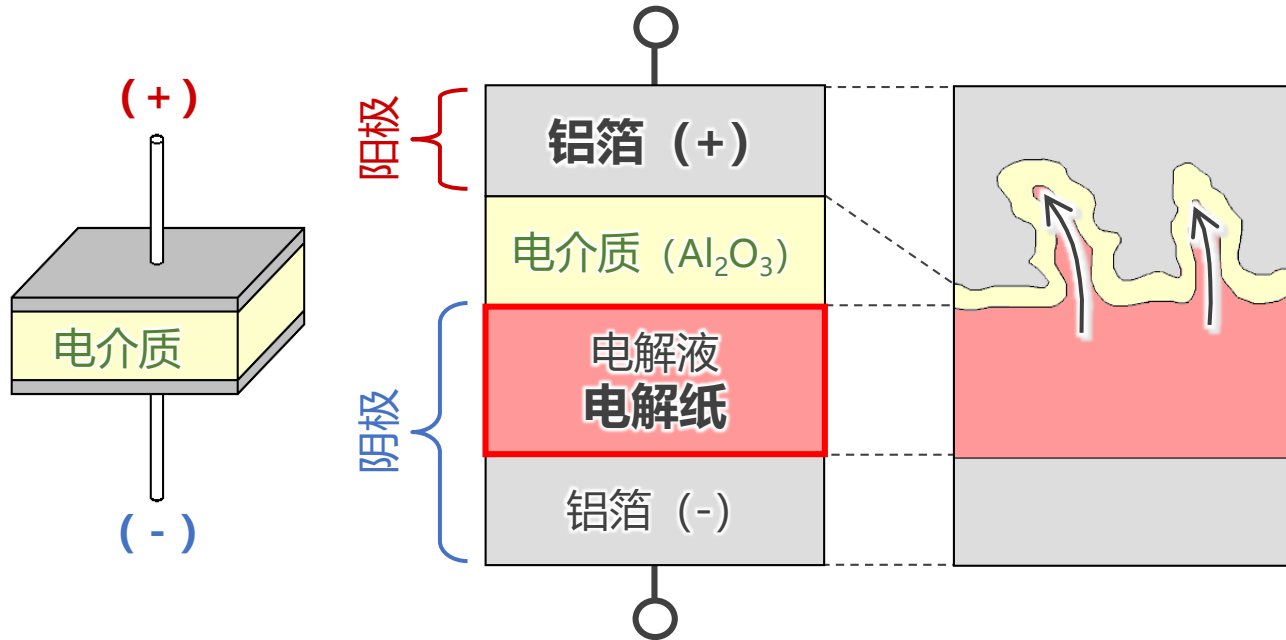 (+)
电介质
(-)
阳极
铝箔（+）
电介质（Al₂O₃）
阴极
电解液
电解纸
铝箔（-）